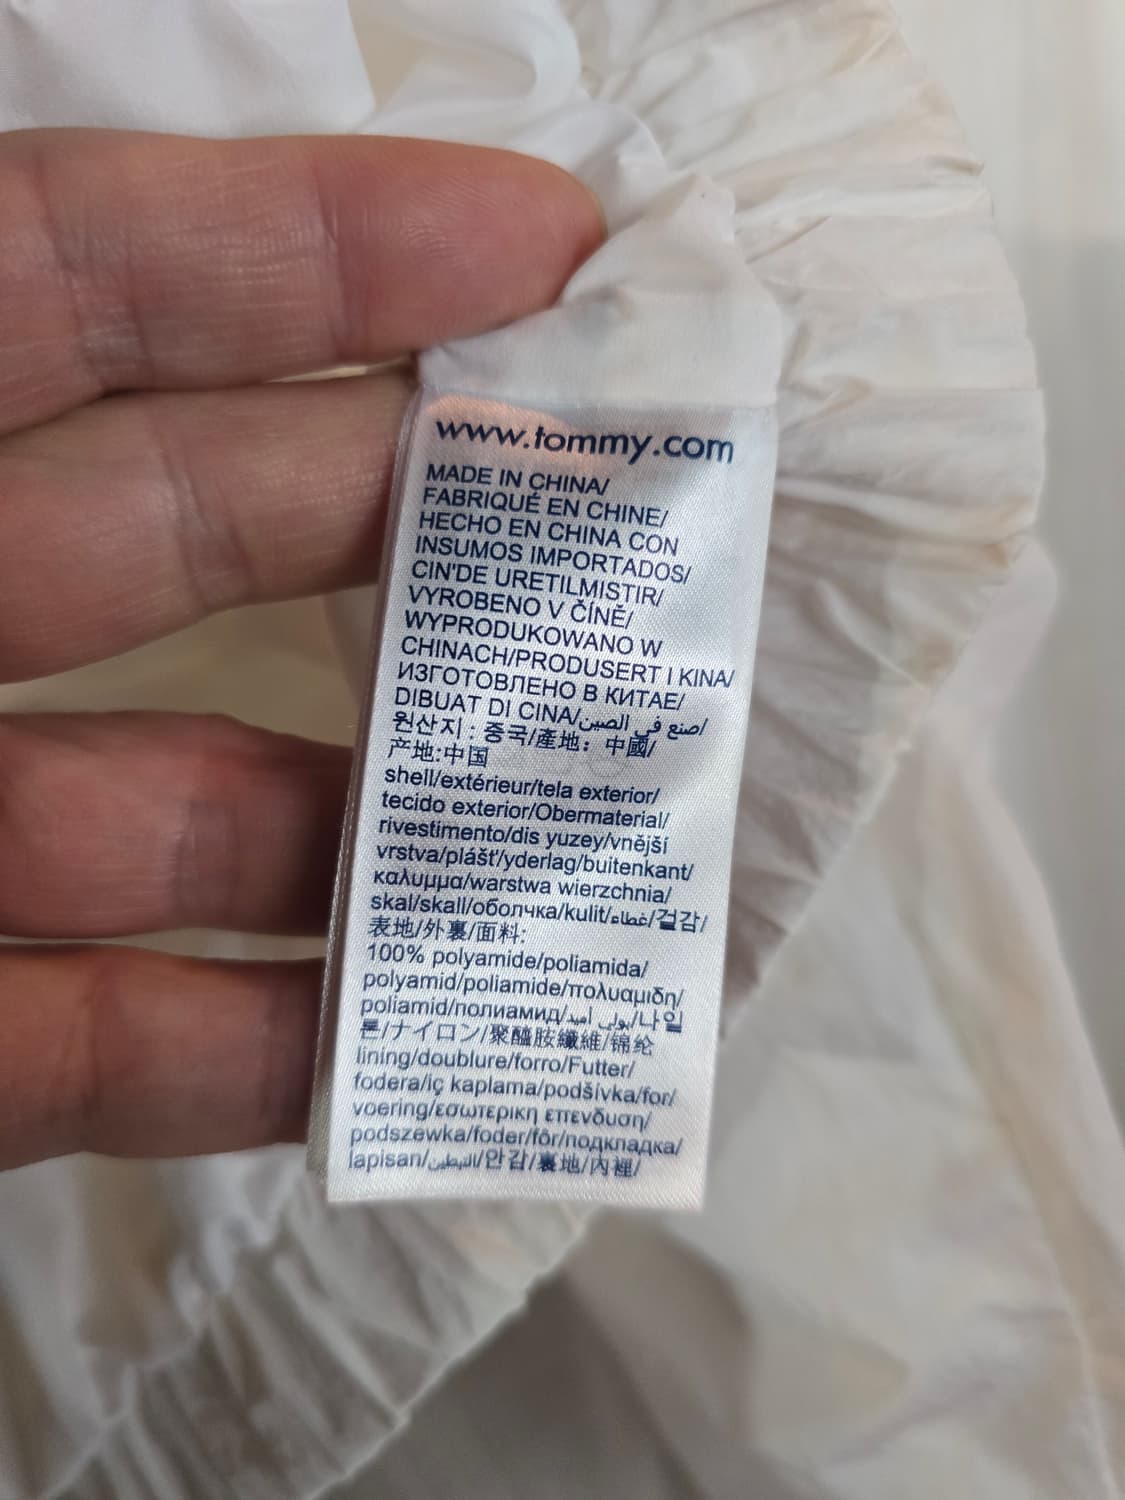 www.tommy.com
MADE IN CHINA/
FABRIQUÉ EN CHINE/
HECHO EN CHINA CON
INSUMOS IMPORTADOS/
CIN'DE URETILMISTIR/
VYROBENO V ČÍNĚ/
WYPRODUKOWANO W
CHINACH/PRODUSERT I KINA/
ИЗГОТОВЛЕНО В КИТАЕ/
DIBUAT DI CINA/صنع في الصين/
원산지: 중국/產地: 中國/
产地:中国
shell/extérieur/tela exterior/
tecido exterior/Obermaterial/
rivestimento/dis yuzey/vnější
vrstva/plášt'/yderlag/buitenkant/
καλυμμα/warstwa wierzchnia/
skal/skall/оболчка/kulit/غطاء/겉감/
表地/外裏/面料:
100% polyamide/poliamida/
polyamid/poliamide/πολυαμιδη/
poliamid/полиамид/بولي اميد/나일
론/ナイロン/聚醯胺纖維/锦纶
lining/doublure/forro/Futter/
fodera/iç kaplama/podšívka/for/
voering/εσωτερικη επενδυση/
podszewka/foder/fôr/подкладка/
lapisan/التبطين/안감/裏地/內裡/